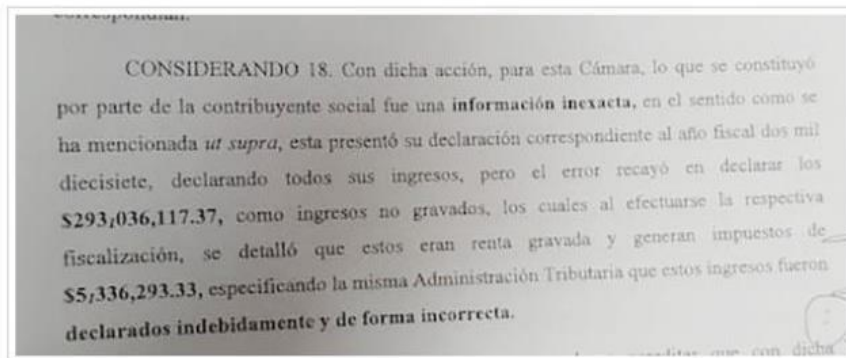 CONSIDERANDO 18. Con dicha acción, para esta Cámara, lo que se constituyó
por parte de la contribuyente social fue una información inexacta, en el sentido como se
ha mencionada ut supra, esta presentó su declaración correspondiente al año fiscal dos mil
diecisiete, declarando todos sus ingresos, pero el error recayó en declarar los
$293,036,117.37, como ingresos no gravados, los cuales al efectuarse la respectiva
fiscalización, se detalló que estos eran renta gravada y generan impuestos de
$5,336,293.33, especificando la misma Administración Tributaria que estos ingresos fueron
declarados indebidamente y de forma incorrecta.
que con dicha